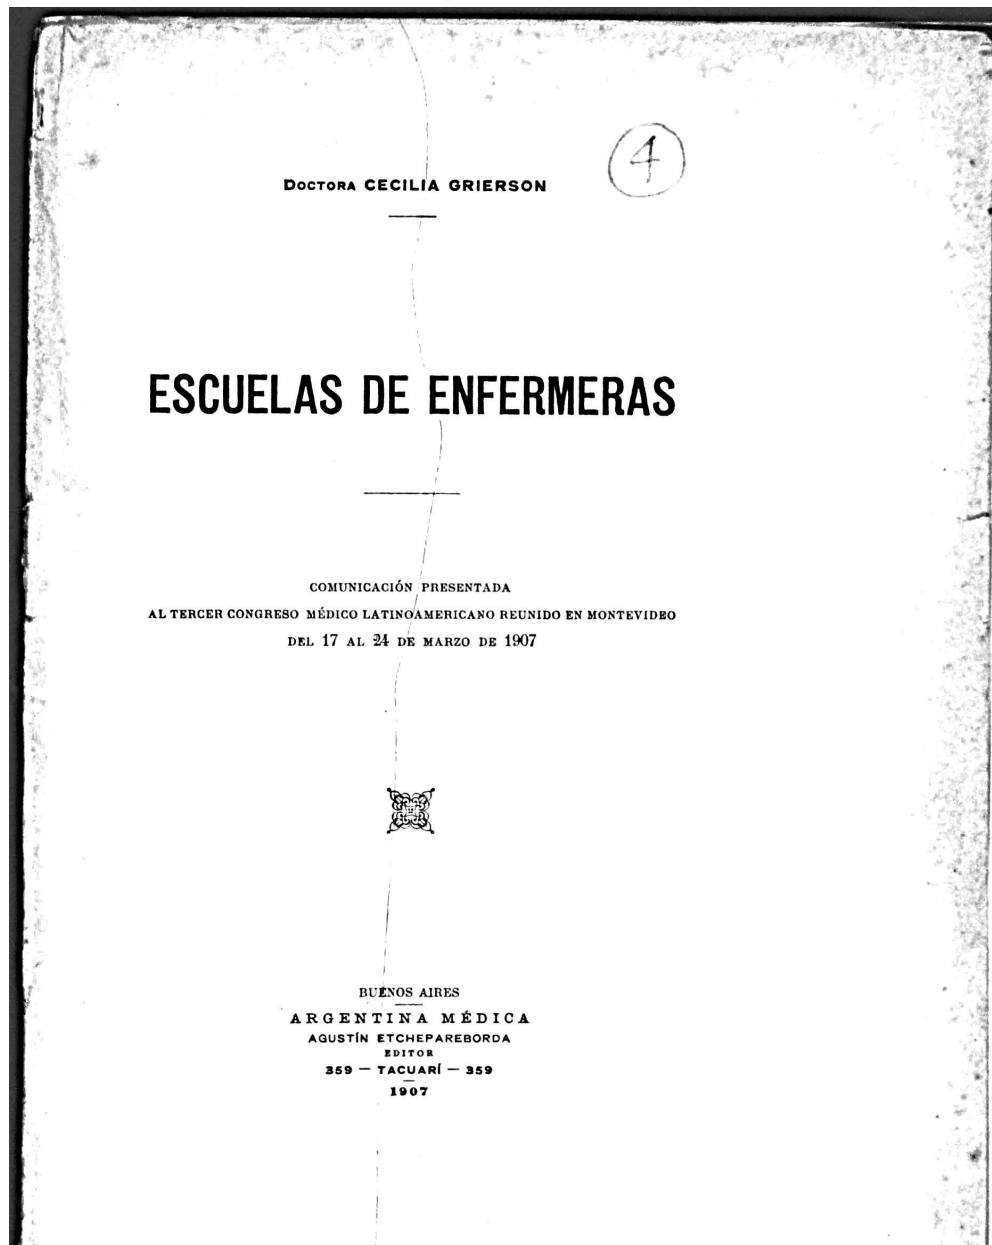 4
DOCTORA CECILIA GRIERSON
ESCUELAS DE ENFERMERAS
COMUNICACIÓN PRESENTADA
AL TERCER CONGRESO MÉDICO LATINOAMERICANO REUNIDO EN MONTEVIDEO
DEL 17 AL 24 DE MARZO DE 1907
BUENOS AIRES
ARGENTINA MÉDICA
AGUSTÍN ETCHEPAREBORDA
EDITOR
359 — TACUARÍ — 359
1907